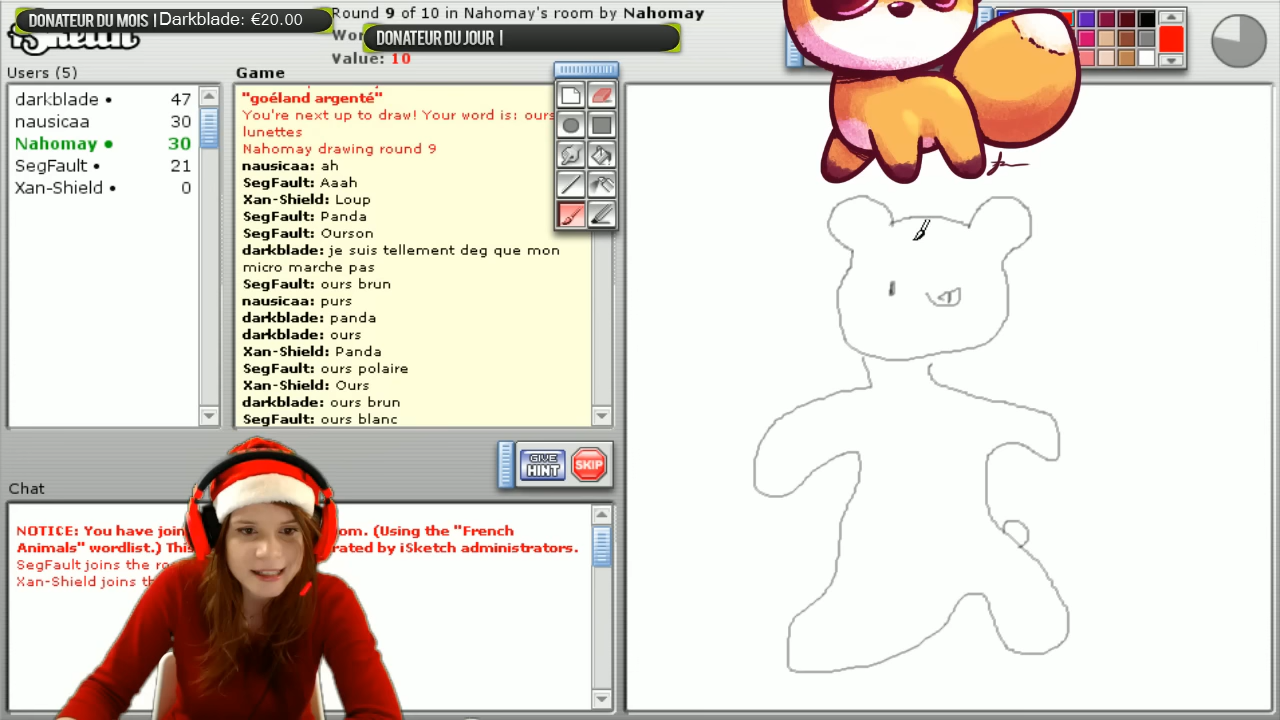 DONATEUR DU MOIS | Darkblade: €20.00
iSketch
Round 9 of 10 in Nahomay's room by Nahomay
DONATEUR DU JOUR |
Value: 10
Users (5)
darkblade • 47
nausicaa 30
Nahomay • 30
SegFault • 21
Xan-Shield • 0
Game
"goéland argenté"
You're next up to draw! Your word is: ours
lunettes
Nahomay drawing round 9
nausicaa: ah
SegFault: Aaah
Xan-Shield: Loup
SegFault: Panda
SegFault: Ourson
darkblade: je suis tellement deg que mon
micro marche pas
SegFault: ours brun
nausicaa: purs
darkblade: panda
darkblade: ours
Xan-Shield: Panda
SegFault: ours polaire
Xan-Shield: Ours
darkblade: ours brun
SegFault: ours blanc
GIVE
HINT
SKIP
Chat
NOTICE: You have (Using the "French
Animals" wordlist.) by iSketch administrators.
SegFault joins the
Xan-Shield joins